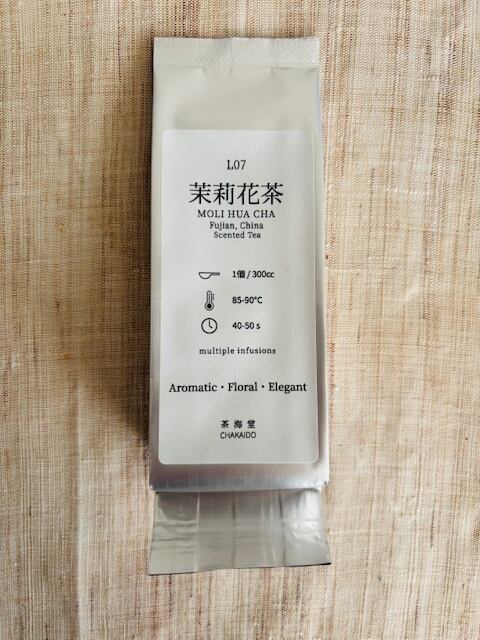 L07
茉莉花茶
MOLI HUA CHA
Fujian, China
Scented Tea
1個 / 300cc
85-90°C
40-50 s
multiple infusions
Aromatic・Floral・Elegant
茶海堂
CHAKAIDO